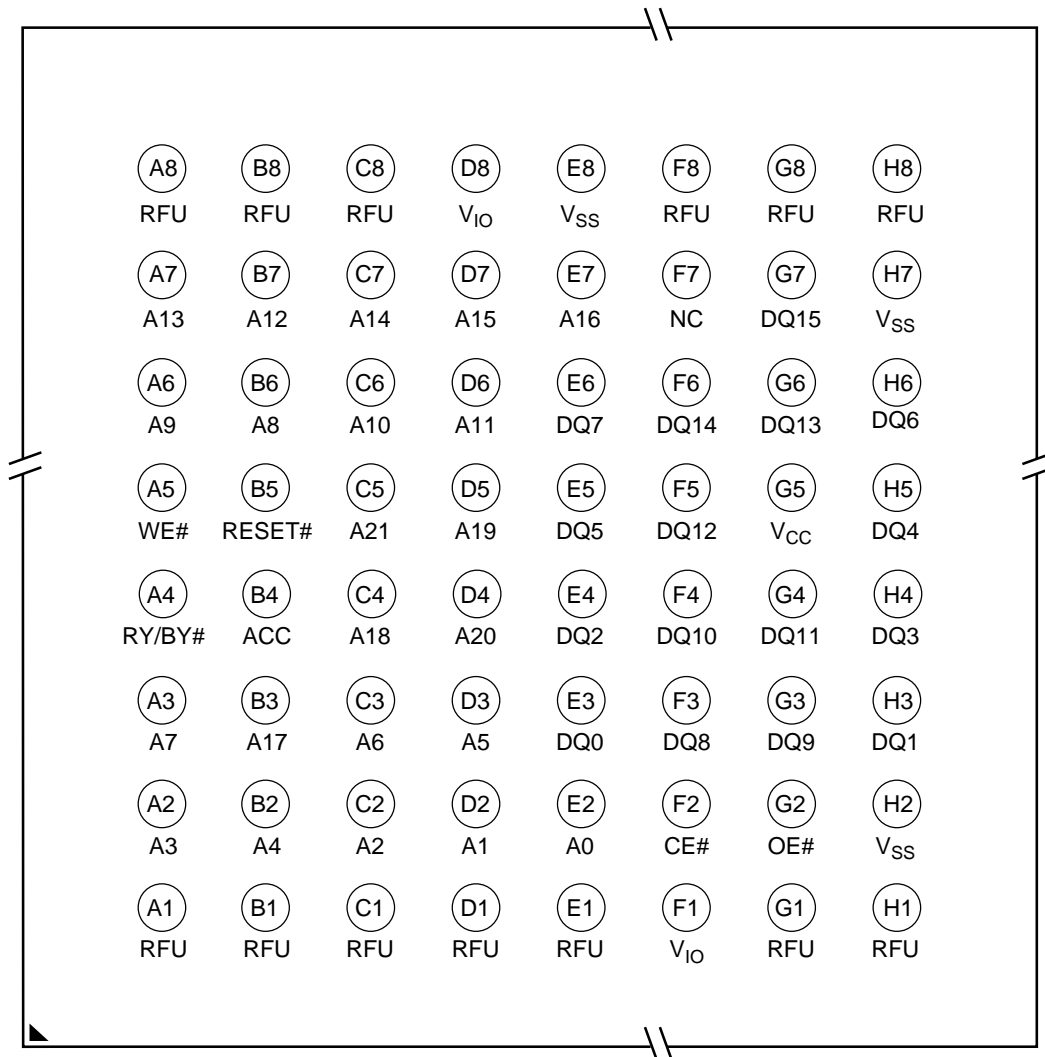 A8 B8 C8 D8 E8 F8 G8 H8
RFU RFU RFU VIO VSS RFU RFU RFU
A7 B7 C7 D7 E7 F7 G7 H7
A13 A12 A14 A15 A16 NC DQ15 VSS
A6 B6 C6 D6 E6 F6 G6 H6
A9 A8 A10 A11 DQ7 DQ14 DQ13 DQ6
A5 B5 C5 D5 E5 F5 G5 H5
WE# RESET# A21 A19 DQ5 DQ12 VCC DQ4
A4 B4 C4 D4 E4 F4 G4 H4
RY/BY# ACC A18 A20 DQ2 DQ10 DQ11 DQ3
A3 B3 C3 D3 E3 F3 G3 H3
A7 A17 A6 A5 DQ0 DQ8 DQ9 DQ1
A2 B2 C2 D2 E2 F2 G2 H2
A3 A4 A2 A1 A0 CE# OE# VSS
A1 B1 C1 D1 E1 F1 G1 H1
RFU RFU RFU RFU RFU VIO RFU RFU